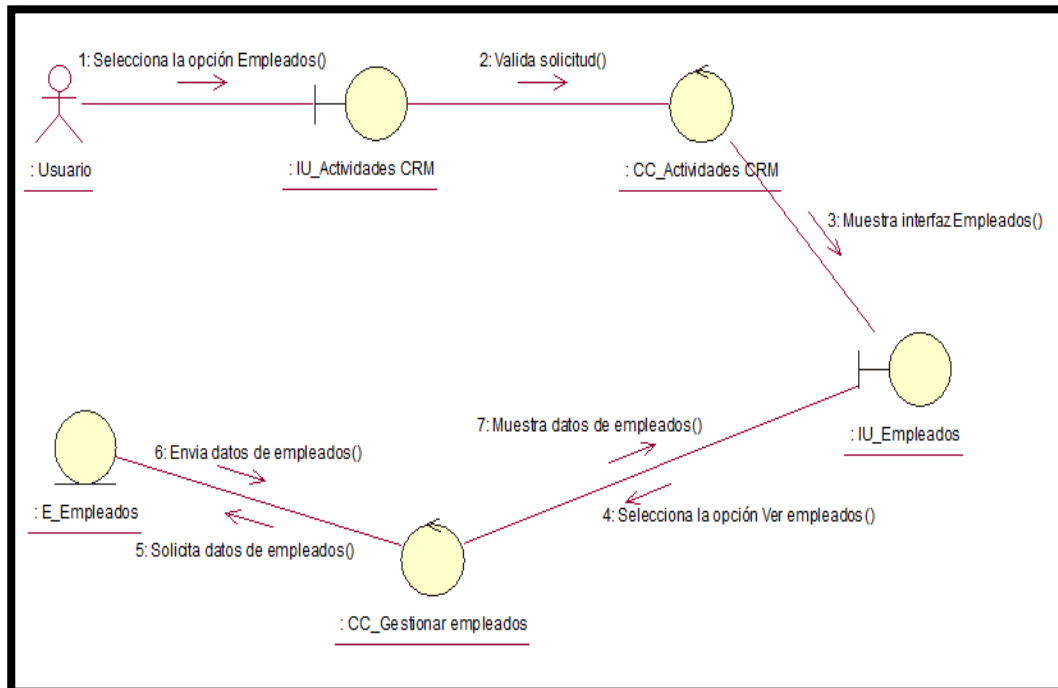 1: Selecciona la opción Empleados()
2: Valida solicitud()
: Usuario
: IU_Actividades CRM
: CC_Actividades CRM
3: Muestra interfaz Empleados()
: IU_Empleados
7: Muestra datos de empleados()
4: Selecciona la opción Ver empleados()
6: Envia datos de empleados()
: E_Empleados
5: Solicita datos de empleados()
: CC_Gestionar empleados